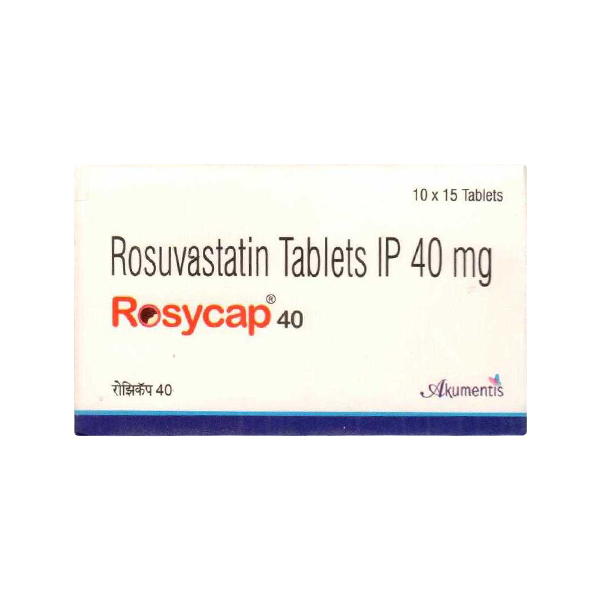 10 x 15 Tablets
Rosuvastatin Tablets IP 40 mg
Rosycap® 40
रोझिकॅप 40
Akumentis